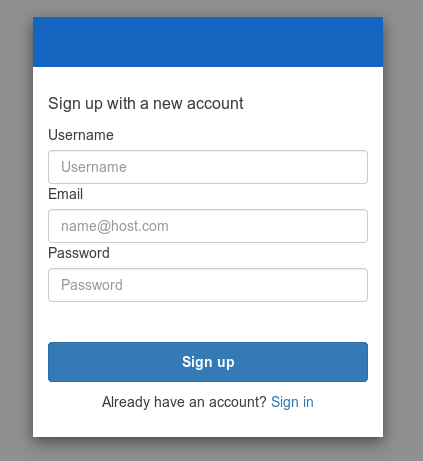 Sign up with a new account
Username
Username
Email
name@host.com
Password
Password
Sign up
Already have an account? Sign in